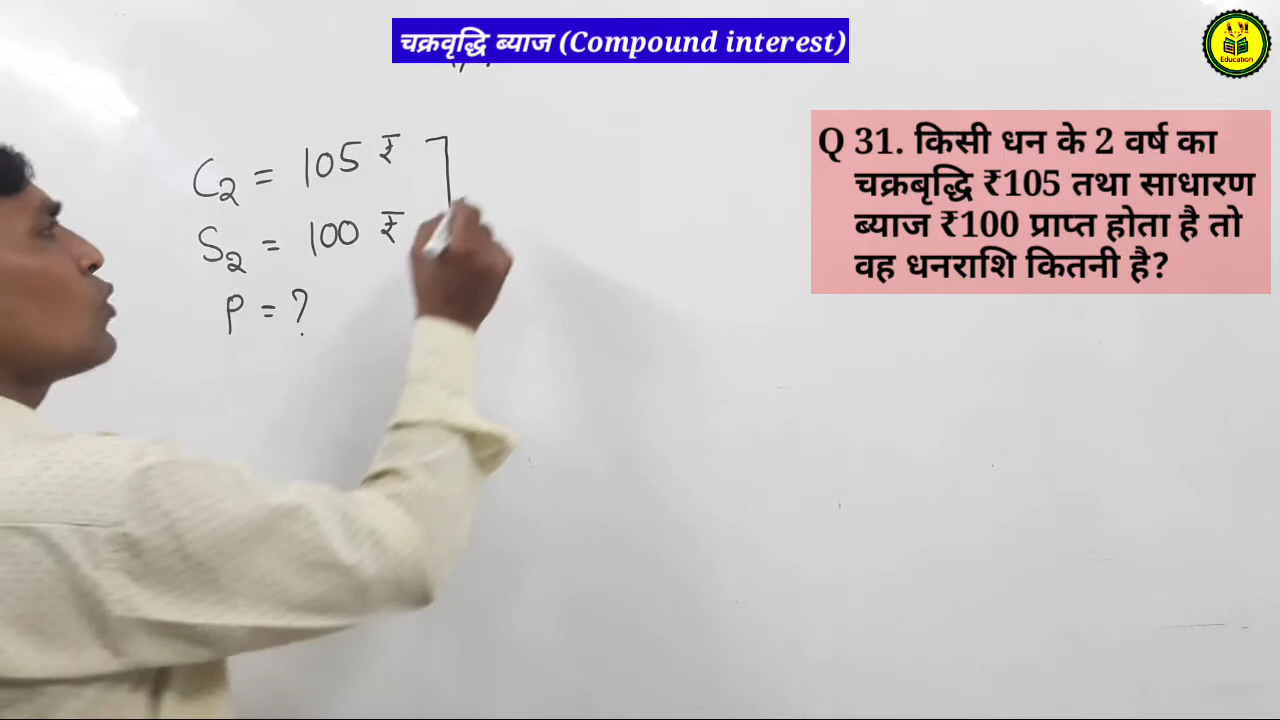 चक्रवृद्धि ब्याज (Compound interest)
Education
C₂ = 105 ₹
S₂ = 100 ₹
P = ?
Q 31. किसी धन के 2 वर्ष का
चक्रबृद्धि ₹105 तथा साधारण
ब्याज ₹100 प्राप्त होता है तो
वह धनराशि कितनी है?